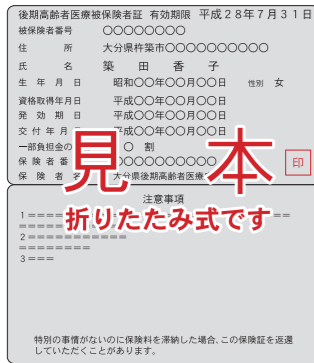 後期高齢者医療被保険者証 有効期限 平成28年7月31日
被保険者番号 〇〇〇〇〇〇〇〇
住所 大分県杵築市〇〇〇〇〇〇〇〇〇〇
氏名 築田香子
生年月日 昭和〇〇年〇〇月〇〇日 性別 女
資格取得年月日 平成〇〇年〇〇月〇〇日
発効期日 平成〇〇年〇〇月〇〇日
交付年月 平成〇〇年〇〇月〇〇日
一部負担金の 〇割
保険者番 〇〇〇〇〇〇〇〇〇〇
保険者名 大分県後期高齢者医療
印
見本
折りたたみ式です
注意事項
1=============================
=========
2===========
========
3===
特別の事情がないのに保険料を滞納した場合、この保険証を返還
していただくことがあります。